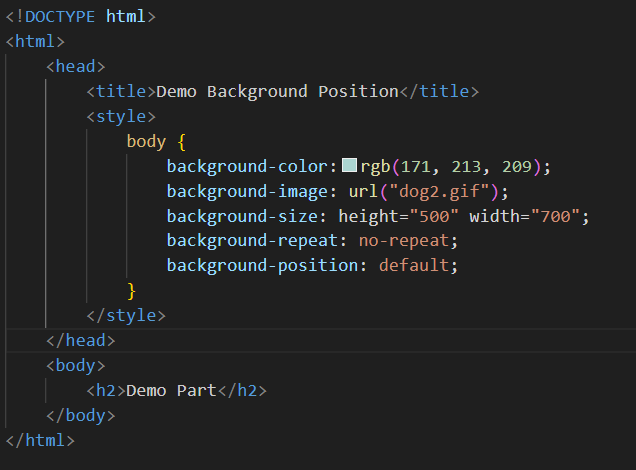 <!DOCTYPE html>
<html>
<head>
<title>Demo Background Position</title>
<style>
body {
background-color: rgb(171, 213, 209);
background-image: url("dog2.gif");
background-size: height="500" width="700";
background-repeat: no-repeat;
background-position: default;
}
</style>
</head>
<body>
<h2>Demo Part</h2>
</body>
</html>